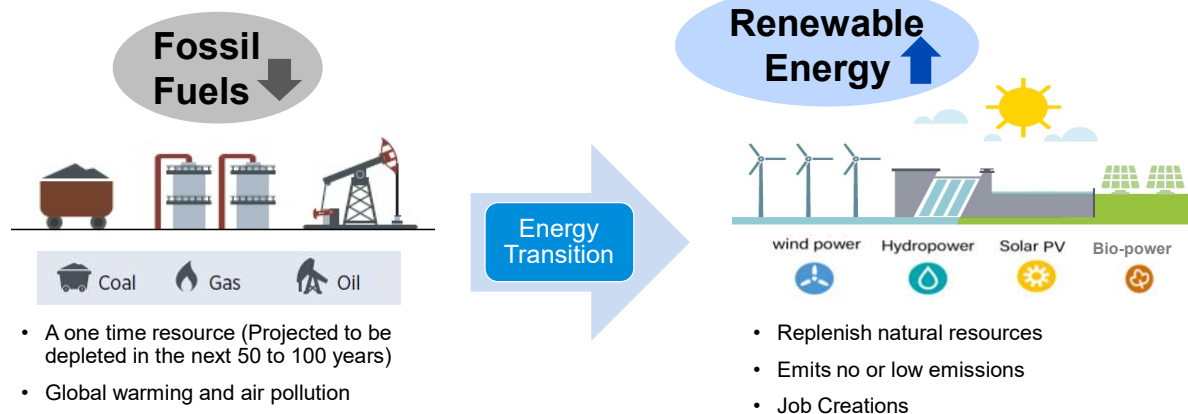 Fossil
Fuels
Coal
Gas
Oil
• A one time resource (Projected to be
depleted in the next 50 to 100 years)
• Global warming and air pollution
Energy
Transition
Renewable
Energy
wind power
Hydropower
Solar PV
Bio-power
• Replenish natural resources
• Emits no or low emissions
• Job Creations